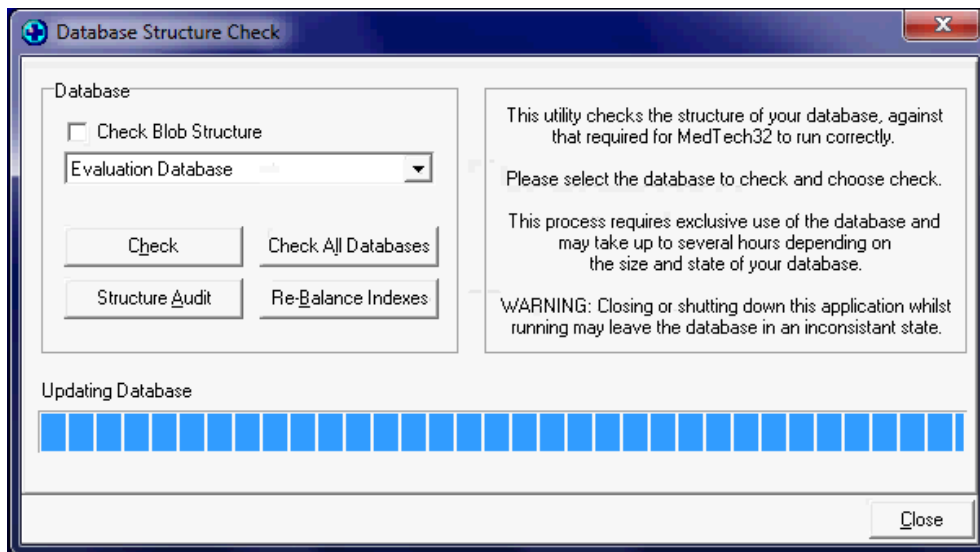 Database Structure Check
Database
Check Blob Structure
Evaluation Database
Check
Check All Databases
Structure Audit
Re-Balance Indexes
This utility checks the structure of your database, against
that required for MedTech32 to run correctly.
Please select the database to check and choose check.
This process requires exclusive use of the database and
may take up to several hours depending on
the size and state of your database.
WARNING: Closing or shutting down this application whilst
running may leave the database in an inconsistant state.
Updating Database
Close